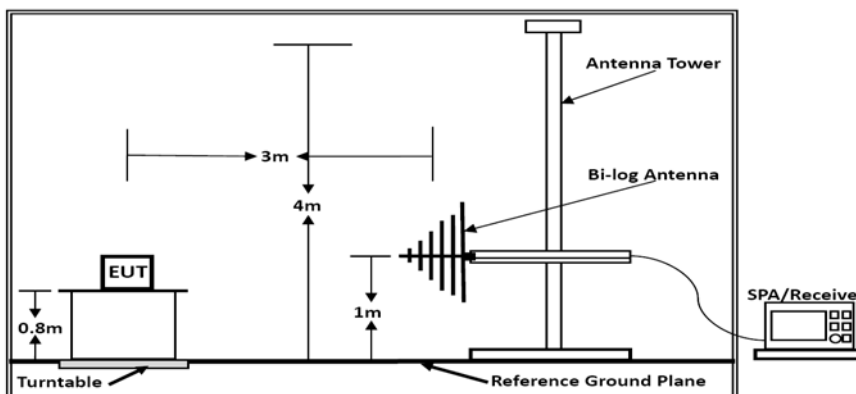 Antenna Tower
3m
Bi-log Antenna
4m
EUT
SPA/Receive
0.8m
1m
Turntable
Reference Ground Plane